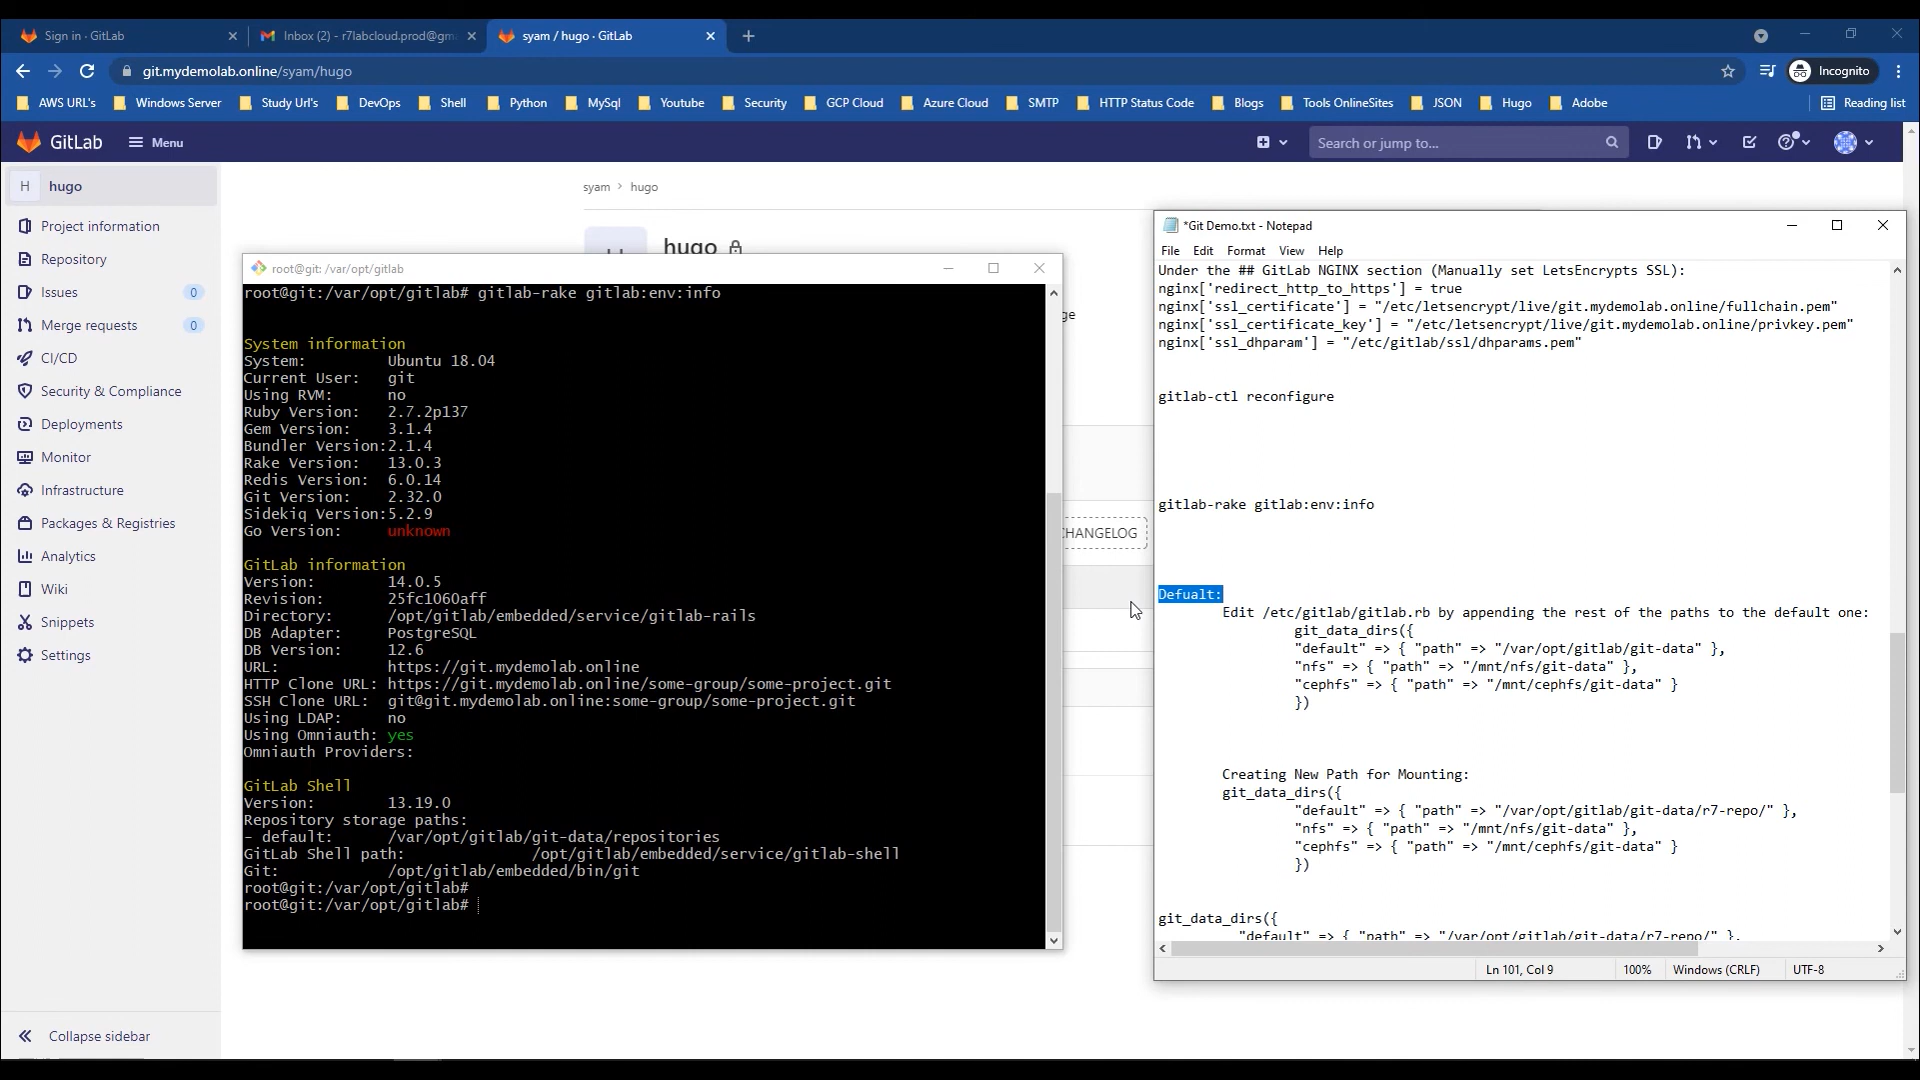 Sign in · GitLab
Inbox (2) - r7labcloud.prod@gm
syam / hugo · GitLab
git.mydemolab.online/syam/hugo
Incognito
AWS URL's
Windows Server
Study Url's
DevOps
Shell
Python
MySql
Youtube
Security
GCP Cloud
Azure Cloud
SMTP
HTTP Status Code
Blogs
Tools OnlineSites
JSON
Hugo
Adobe
Reading list
GitLab
Menu
Search or jump to...
H hugo
Project information
Repository
Issues 0
Merge requests 0
CI/CD
Security & Compliance
Deployments
Monitor
Infrastructure
Packages & Registries
Analytics
Wiki
Snippets
Settings
Collapse sidebar
syam > hugo
hugo
CHANGELOG
root@git: /var/opt/gitlab
root@git:/var/opt/gitlab# gitlab-rake gitlab:env:info
System information
System: Ubuntu 18.04
Current User: git
Using RVM: no
Ruby Version: 2.7.2p137
Gem Version: 3.1.4
Bundler Version:2.1.4
Rake Version: 13.0.3
Redis Version: 6.0.14
Git Version: 2.32.0
Sidekiq Version:5.2.9
Go Version: unknown
GitLab information
Version: 14.0.5
Revision: 25fc1060aff
Directory: /opt/gitlab/embedded/service/gitlab-rails
DB Adapter: PostgreSQL
DB Version: 12.6
URL: https://git.mydemolab.online
HTTP Clone URL: https://git.mydemolab.online/some-group/some-project.git
SSH Clone URL: git@git.mydemolab.online:some-group/some-project.git
Using LDAP: no
Using Omniauth: yes
Omniauth Providers:
GitLab Shell
Version: 13.19.0
Repository storage paths:
- default: /var/opt/gitlab/git-data/repositories
GitLab Shell path: /opt/gitlab/embedded/service/gitlab-shell
Git: /opt/gitlab/embedded/bin/git
root@git:/var/opt/gitlab#
root@git:/var/opt/gitlab#
*Git Demo.txt - Notepad
File Edit Format View Help
Under the ## GitLab NGINX section (Manually set LetsEncrypts SSL):
nginx['redirect_http_to_https'] = true
nginx['ssl_certificate'] = "/etc/letsencrypt/live/git.mydemolab.online/fullchain.pem"
nginx['ssl_certificate_key'] = "/etc/letsencrypt/live/git.mydemolab.online/privkey.pem"
nginx['ssl_dhparam'] = "/etc/gitlab/ssl/dhparams.pem"
gitlab-ctl reconfigure
gitlab-rake gitlab:env:info
Defualt:
Edit /etc/gitlab/gitlab.rb by appending the rest of the paths to the default one:
git_data_dirs({
"default" => { "path" => "/var/opt/gitlab/git-data" },
"nfs" => { "path" => "/mnt/nfs/git-data" },
"cephfs" => { "path" => "/mnt/cephfs/git-data" }
})
Creating New Path for Mounting:
git_data_dirs({
"default" => { "path" => "/var/opt/gitlab/git-data/r7-repo/" },
"nfs" => { "path" => "/mnt/nfs/git-data" },
"cephfs" => { "path" => "/mnt/cephfs/git-data" }
})
git_data_dirs({
"default" => { "path" => "/var/opt/gitlab/git-data/r7-repo/" },
Ln 101, Col 9
100%
Windows (CRLF)
UTF-8